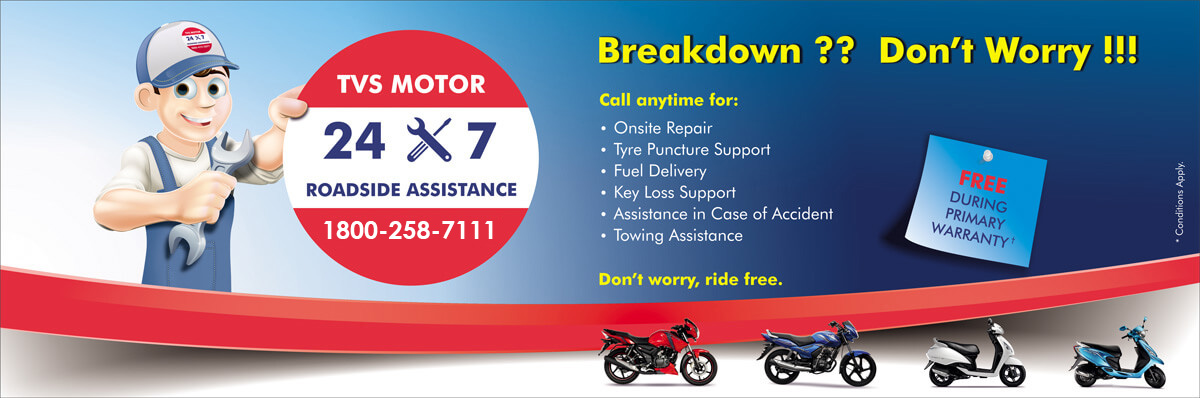 TVS MOTOR
24 7
ROADSIDE ASSISTANCE
1800-258-7111
Breakdown ?? Don't Worry !!!
Call anytime for:
• Onsite Repair
• Tyre Puncture Support
• Fuel Delivery
• Key Loss Support
• Assistance in Case of Accident
• Towing Assistance
Don't worry, ride free.
FREE
DURING
PRIMARY
WARRANTY†
* Conditions Apply.
TVS MOTOR
24 7